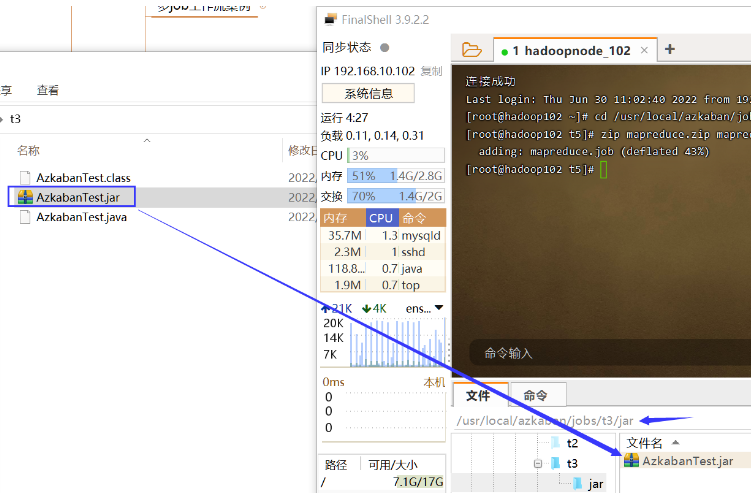 多job工作流案例
享 查看
t3
名称 修改日
AzkabanTest.class 2022,
AzkabanTest.jar 2022,
AzkabanTest.java 2022,
FinalShell 3.9.2.2
同步状态
IP 192.168.10.102 复制
系统信息
运行 4:27
负载 0.11, 0.14, 0.31
CPU 3%
内存 51% 1.4G/2.8G
交换 70% 1.4G/2G
内存 CPU 命令
35.7M 1.3 mysqld
2.3M 1 sshd
118.8... 0.7 java
1.9M 0.7 top
21K 4K ens...
20K
14K
7K
0ms 本机
0
0
0
路径 可用/大小
/ 7.1G/17G
1 hadoopnode_102
连接成功
Last login: Thu Jun 30 11:02:40 2022 from 19
[root@hadoop102 ~]# cd /usr/local/azkaban/jo
[root@hadoop102 t5]# zip mapreduce.zip mapre
adding: mapreduce.job (deflated 43%)
[root@hadoop102 t5]#
命令输入
文件 命令
/usr/local/azkaban/jobs/t3/jar
t2
t3
jar
文件名
AzkabanTest.jar